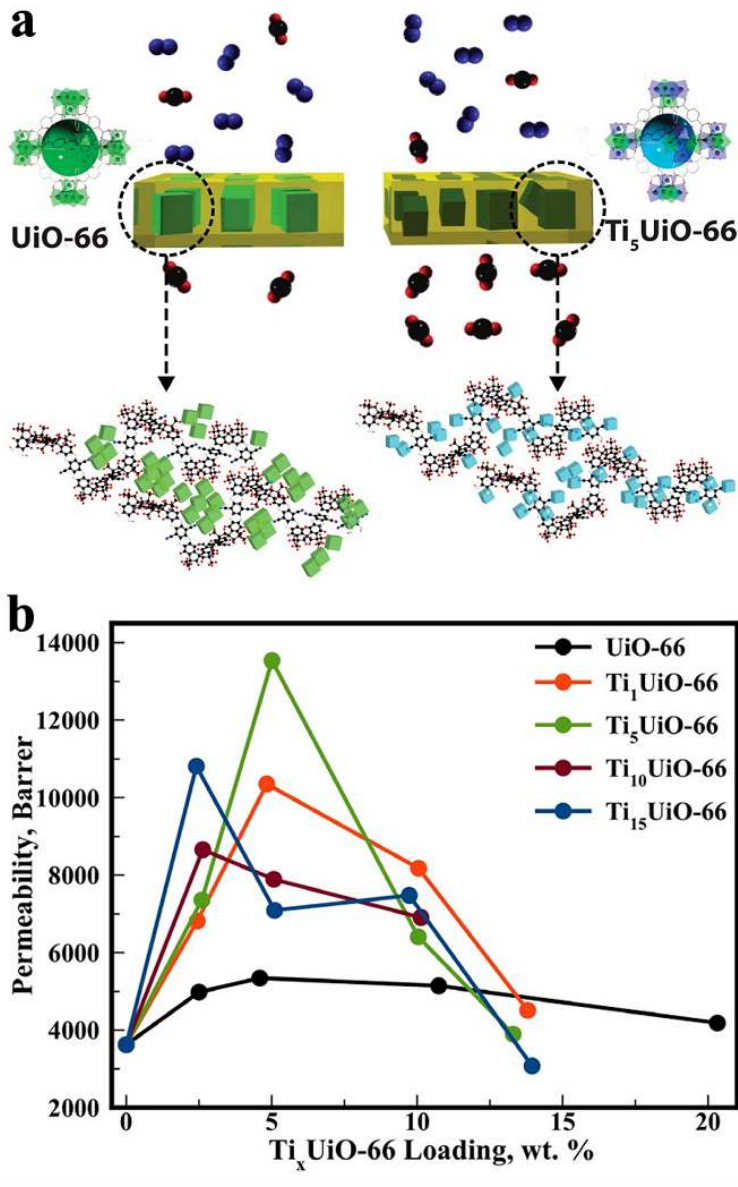 a
UiO-66
Ti₅UiO-66
b
14000
12000
10000
8000
6000
4000
2000
Permeability, Barrer
UiO-66
Ti₁UiO-66
Ti₅UiO-66
Ti₁₀UiO-66
Ti₁₅UiO-66
0 5 10 15 20
TiₓUiO-66 Loading, wt. %